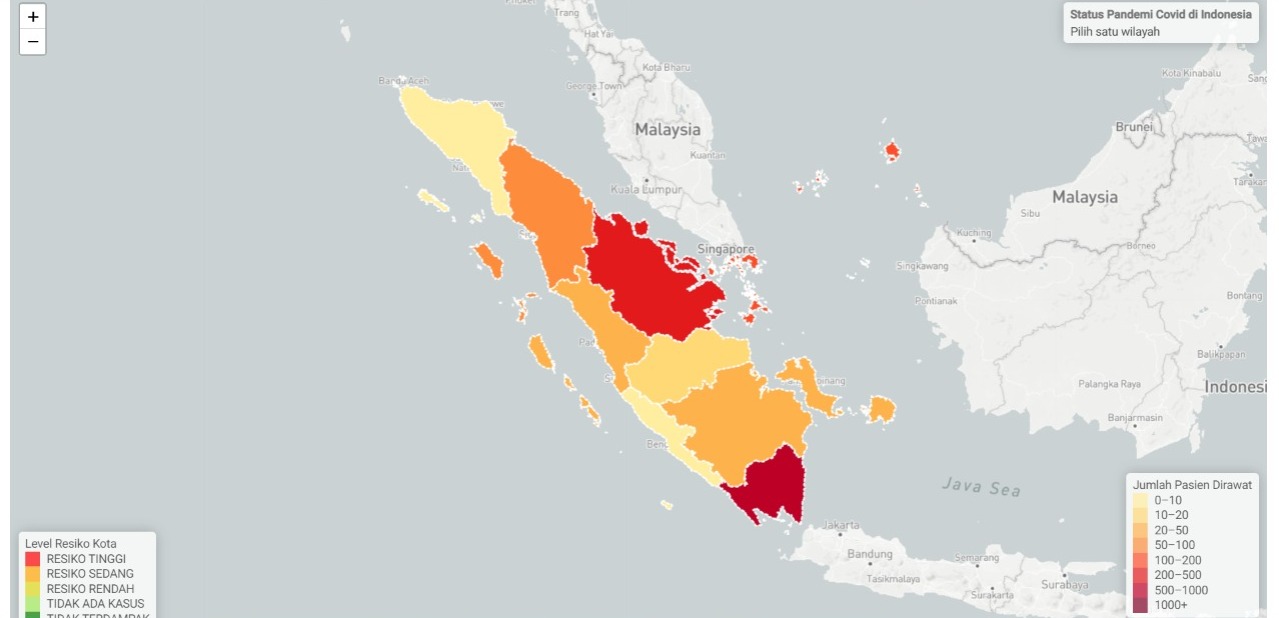 +
−
Status Pandemi Covid di Indonesia
Pilih satu wilayah
Phuket
Trang
Hat Yai
Kota Bharu
George Town
Malaysia
Kuantan
Kuala Lumpur
Singapore
Banda Aceh
Kota Kinabalu
Brunei
Malaysia
Sibu
Kuching
Borneo
Singkawang
Pontianak
Bontang
Balikpapan
Palangka Raya
Indonesi
Banjarmasin
Java Sea
Jakarta
Bandung
Semarang
Tasikmalaya
Surakarta
Surabaya
Level Resiko Kota
RESIKO TINGGI
RESIKO SEDANG
RESIKO RENDAH
TIDAK ADA KASUS
TIDAK TERDAMPAK
Jumlah Pasien Dirawat
0–10
10–20
20–50
50–100
100–200
200–500
500–1000
1000+